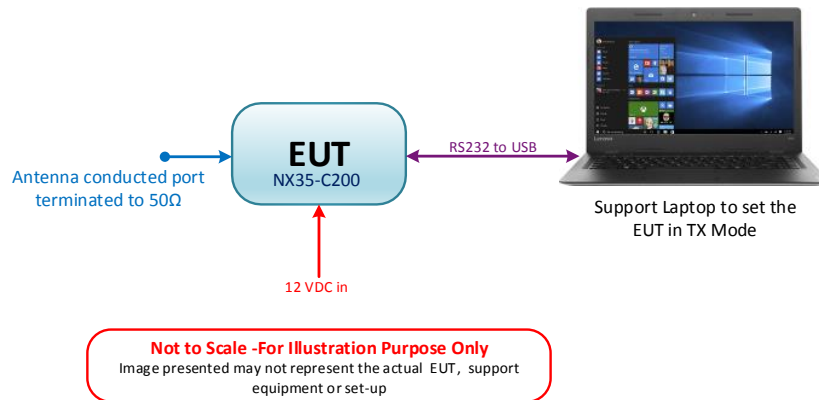 EUT
NX35-C200
RS232 to USB
Antenna conducted port
terminated to 50Ω
12 VDC in
Lenovo
Support Laptop to set the
EUT in TX Mode
Not to Scale -For Illustration Purpose Only
Image presented may not represent the actual EUT, support
equipment or set-up